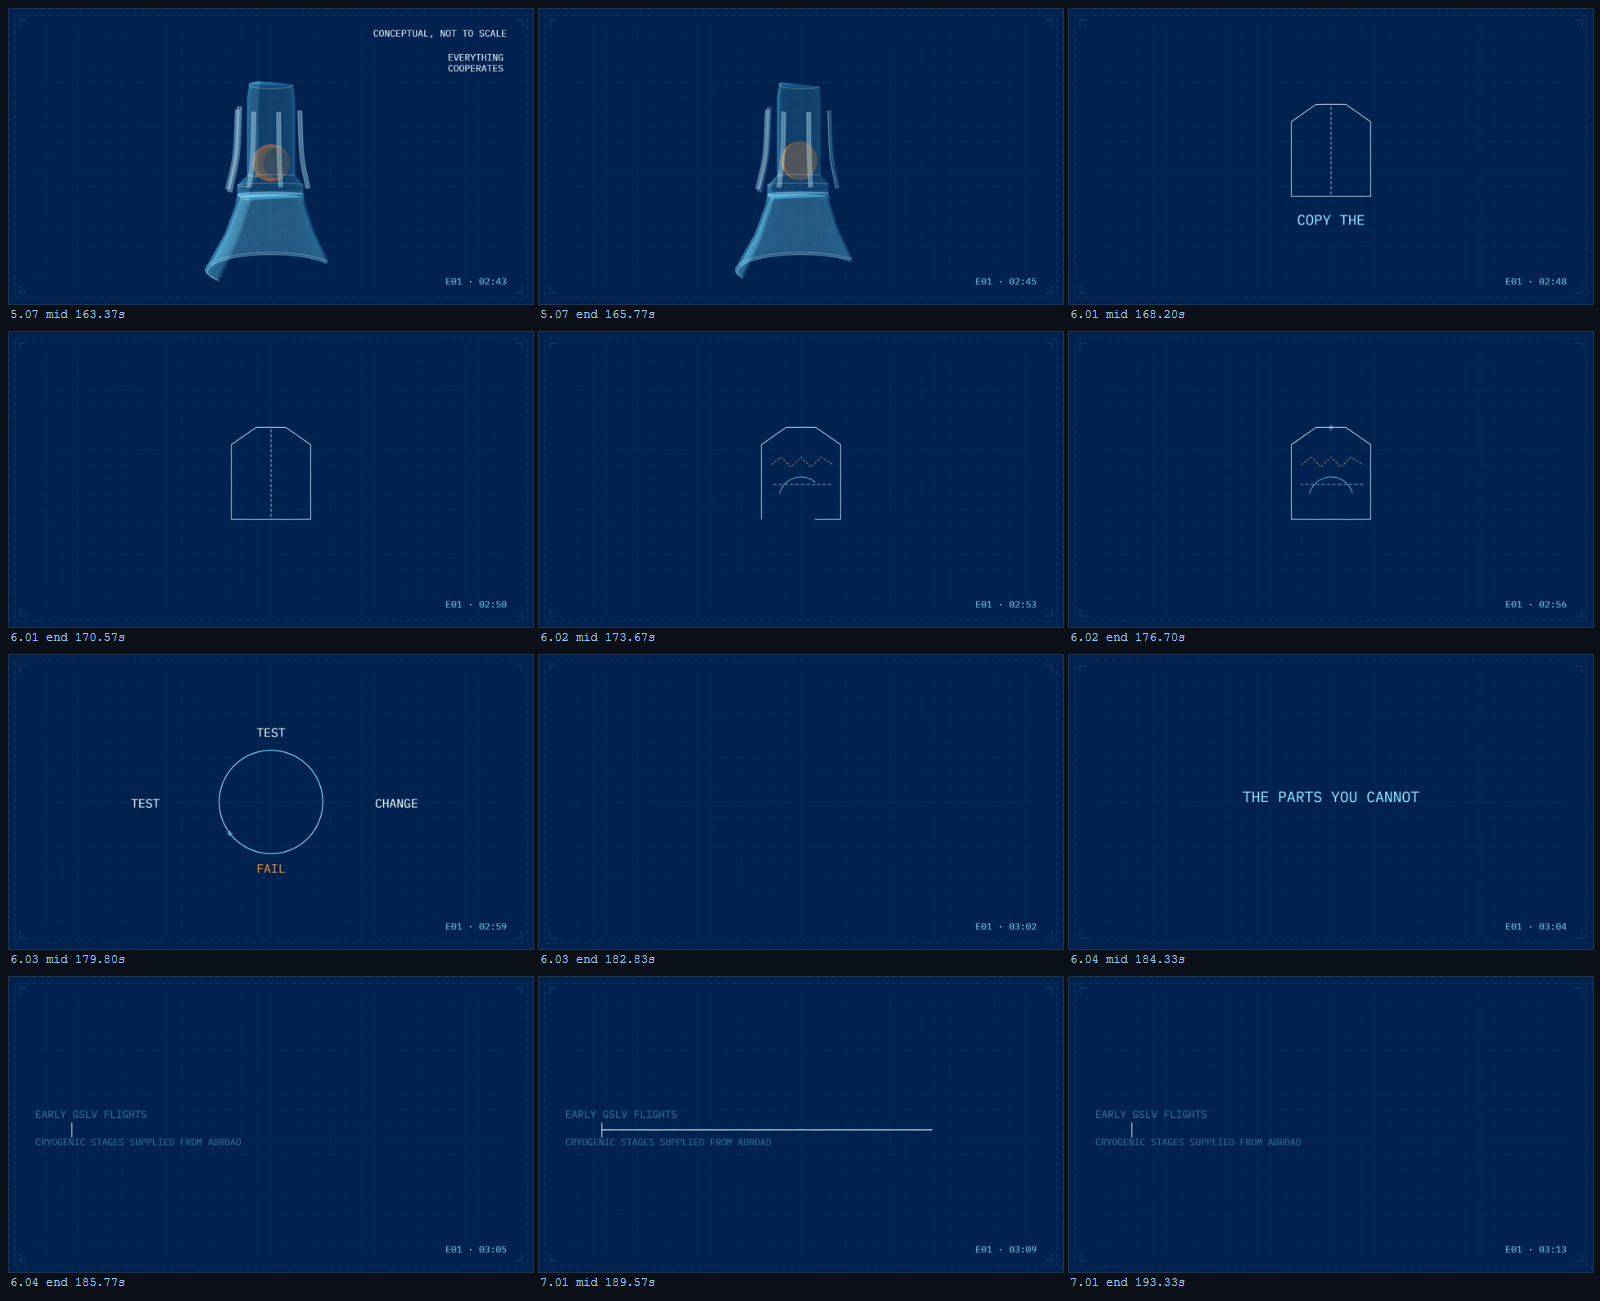 CONCEPTUAL, NOT TO SCALE
EVERYTHING
COOPERATES
E01 · 02:43
E01 · 02:45
COPY THE
E01 · 02:48
5.07 mid 163.37s
5.07 end 165.77s
6.01 mid 168.20s
E01 · 02:50
E01 · 02:53
E01 · 02:56
6.01 end 170.57s
6.02 mid 173.67s
6.02 end 176.70s
TEST
TEST
CHANGE
FAIL
E01 · 02:59
E01 · 03:02
THE PARTS YOU CANNOT
E01 · 03:04
6.03 mid 179.80s
6.03 end 182.83s
6.04 mid 184.33s
EARLY GSLV FLIGHTS
CRYOGENIC STAGES SUPPLIED FROM ABROAD
E01 · 03:05
EARLY GSLV FLIGHTS
CRYOGENIC STAGES SUPPLIED FROM ABROAD
E01 · 03:09
EARLY GSLV FLIGHTS
CRYOGENIC STAGES SUPPLIED FROM ABROAD
E01 · 03:13
6.04 end 185.77s
7.01 mid 189.57s
7.01 end 193.33s